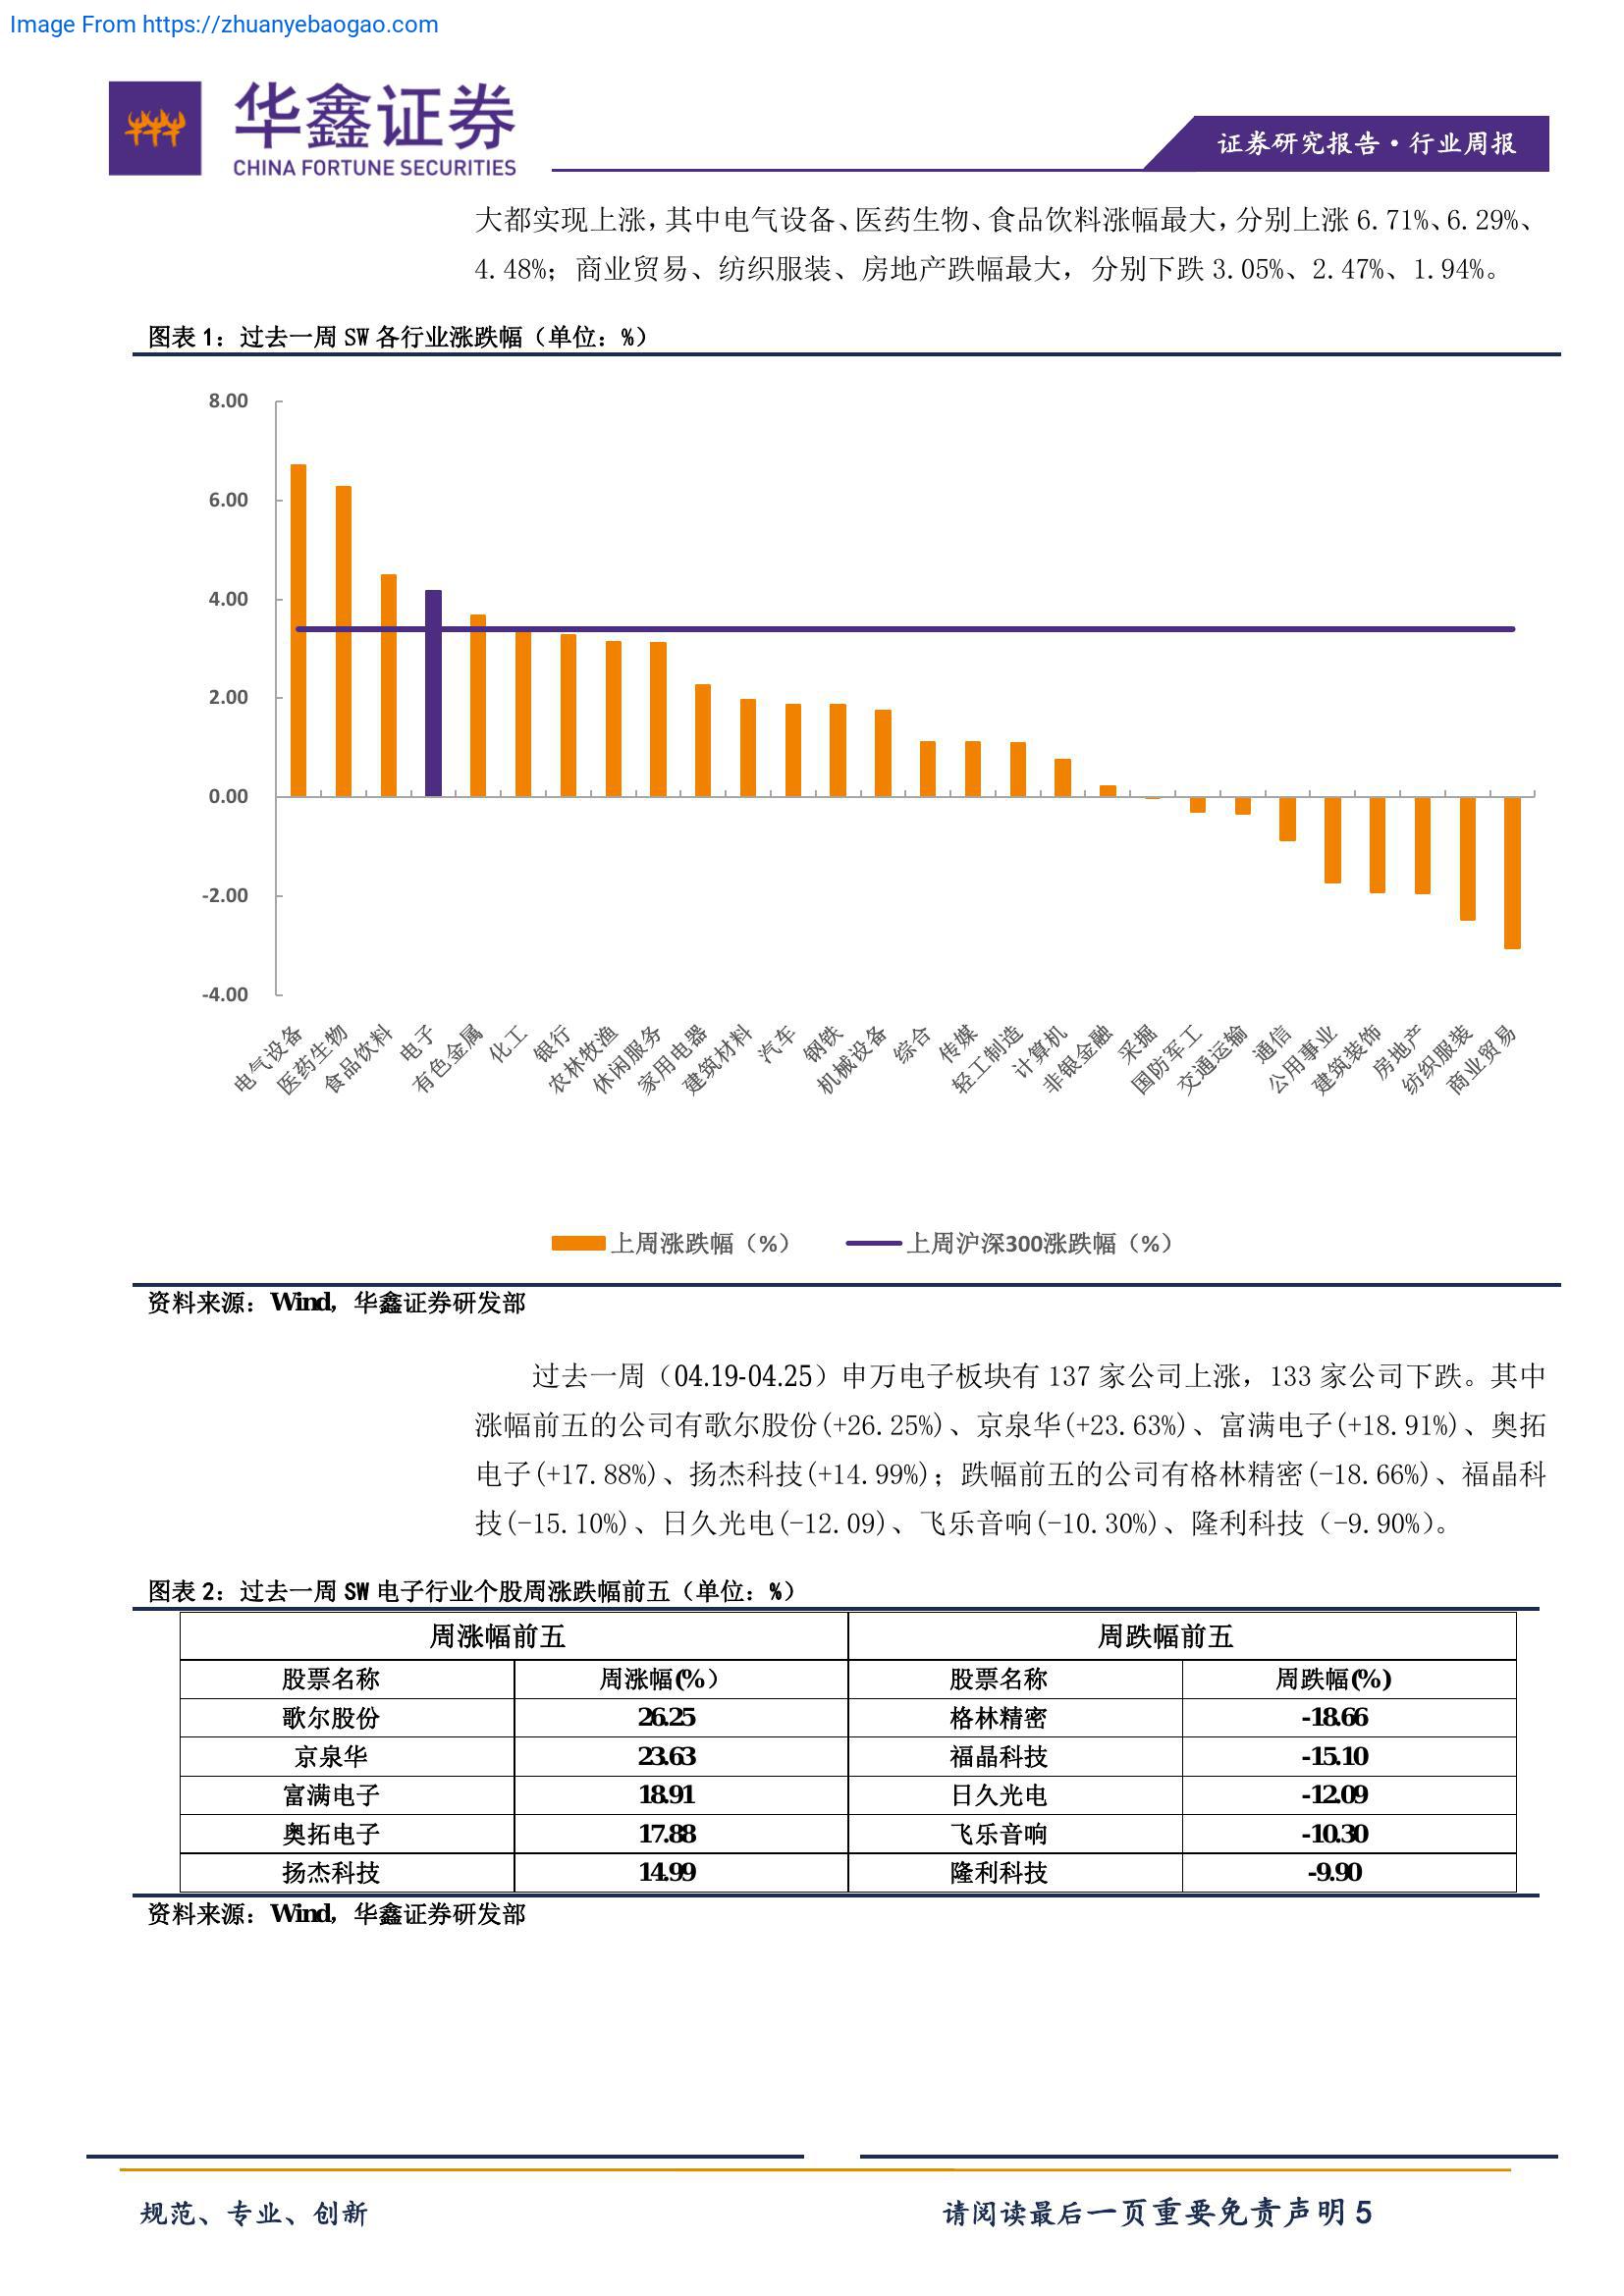 Image From https://zhuanyebaogao.com
华鑫证券
CHINA FORTUNE SECURITIES
证券研究报告·行业周报
大都实现上涨，其中电气设备、医药生物、食品饮料涨幅最大，分别上涨 6.71%、6.29%、
4.48%；商业贸易、纺织服装、房地产跌幅最大，分别下跌 3.05%、2.47%、1.94%。
图表 1：过去一周 SW 各行业涨跌幅（单位：%）
8.00
6.00
4.00
2.00
0.00
-2.00
-4.00
电气设备
医药生物
食品饮料
电子
有色金属
化工
银行
农林牧渔
休闲服务
家用电器
建筑材料
汽车
钢铁
机械设备
综合
传媒
轻工制造
计算机
非银金融
采掘
国防军工
交通运输
通信
公用事业
建筑装饰
房地产
纺织服装
商业贸易
上周涨跌幅（%） 上周沪深300涨跌幅（%）
资料来源：Wind，华鑫证券研发部
过去一周（04.19-04.25）申万电子板块有 137 家公司上涨，133 家公司下跌。其中
涨幅前五的公司有歌尔股份(+26.25%)、京泉华(+23.63%)、富满电子(+18.91%)、奥拓
电子(+17.88%)、扬杰科技(+14.99%)；跌幅前五的公司有格林精密(-18.66%)、福晶科
技(-15.10%)、日久光电(-12.09)、飞乐音响(-10.30%)、隆利科技（-9.90%）。
图表 2：过去一周 SW 电子行业个股周涨跌幅前五（单位：%）
周涨幅前五 周跌幅前五
股票名称 周涨幅(%） 股票名称 周跌幅(%)
歌尔股份 26.25 格林精密 -18.66
京泉华 23.63 福晶科技 -15.10
富满电子 18.91 日久光电 -12.09
奥拓电子 17.88 飞乐音响 -10.30
扬杰科技 14.99 隆利科技 -9.90
资料来源：Wind，华鑫证券研发部
规范、专业、创新 请阅读最后一页重要免责声明 5